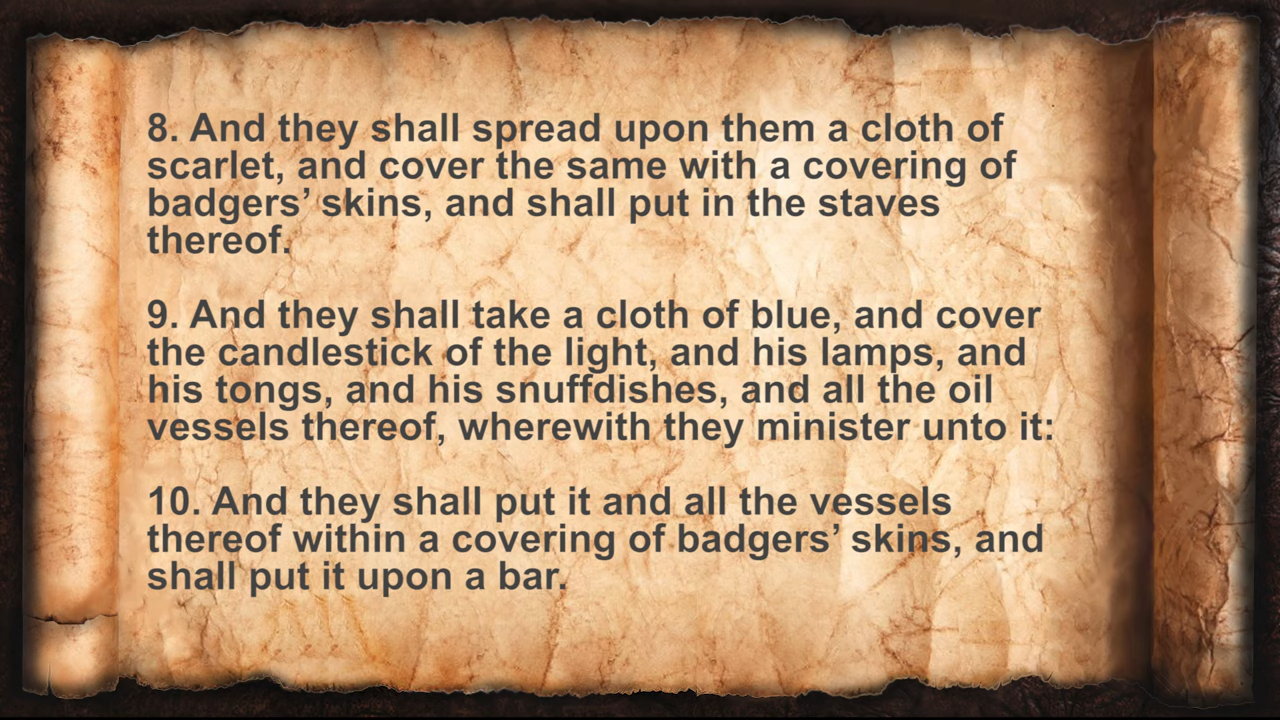 8. And they shall spread upon them a cloth of
scarlet, and cover the same with a covering of
badgers’ skins, and shall put in the staves
thereof.
9. And they shall take a cloth of blue, and cover
the candlestick of the light, and his lamps, and
his tongs, and his snuffdishes, and all the oil
vessels thereof, wherewith they minister unto it:
10. And they shall put it and all the vessels
thereof within a covering of badgers’ skins, and
shall put it upon a bar.